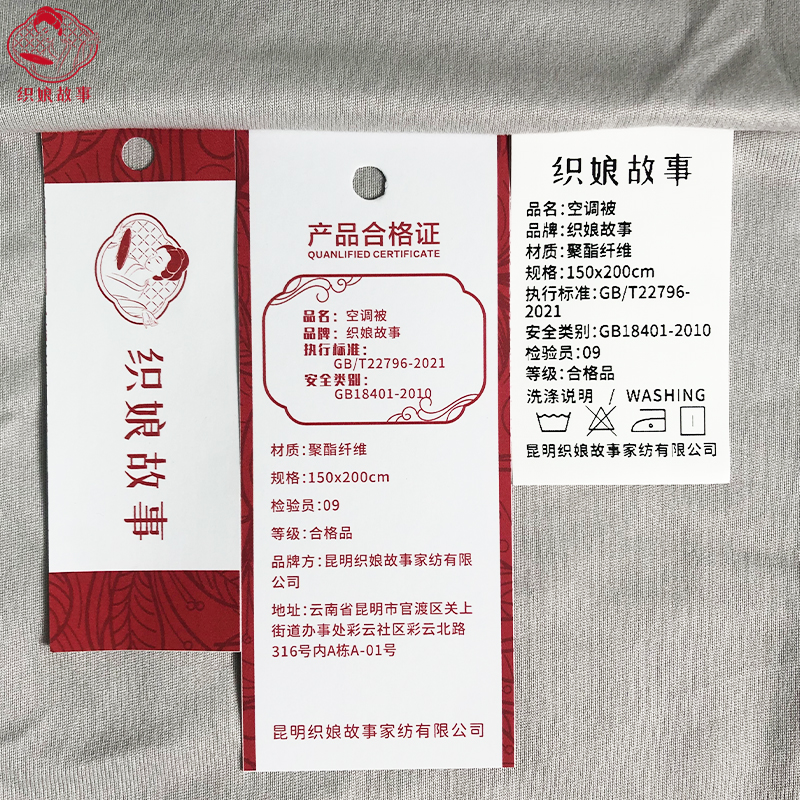 织娘故事
织娘故事
产品合格证
QUANLIFIED CERTIFICATE
品名：空调被
品牌：织娘故事
执行标准：
GB/T22796-2021
安全类别：
GB18401-2010
材质:聚酯纤维
规格:150x200cm
检验员:09
等级:合格品
品牌方:昆明织娘故事家纺有限
公司
地址:云南省昆明市官渡区关上
街道办事处彩云社区彩云北路
316号内A栋A-01号
昆明织娘故事家纺有限公司
织娘故事
品名:空调被
品牌:织娘故事
材质:聚酯纤维
规格:150x200cm
执行标准:GB/T22796-
2021
安全类别:GB18401-2010
检验员:09
等级:合格品
洗涤说明 / WASHING
昆明织娘故事家纺有限公司